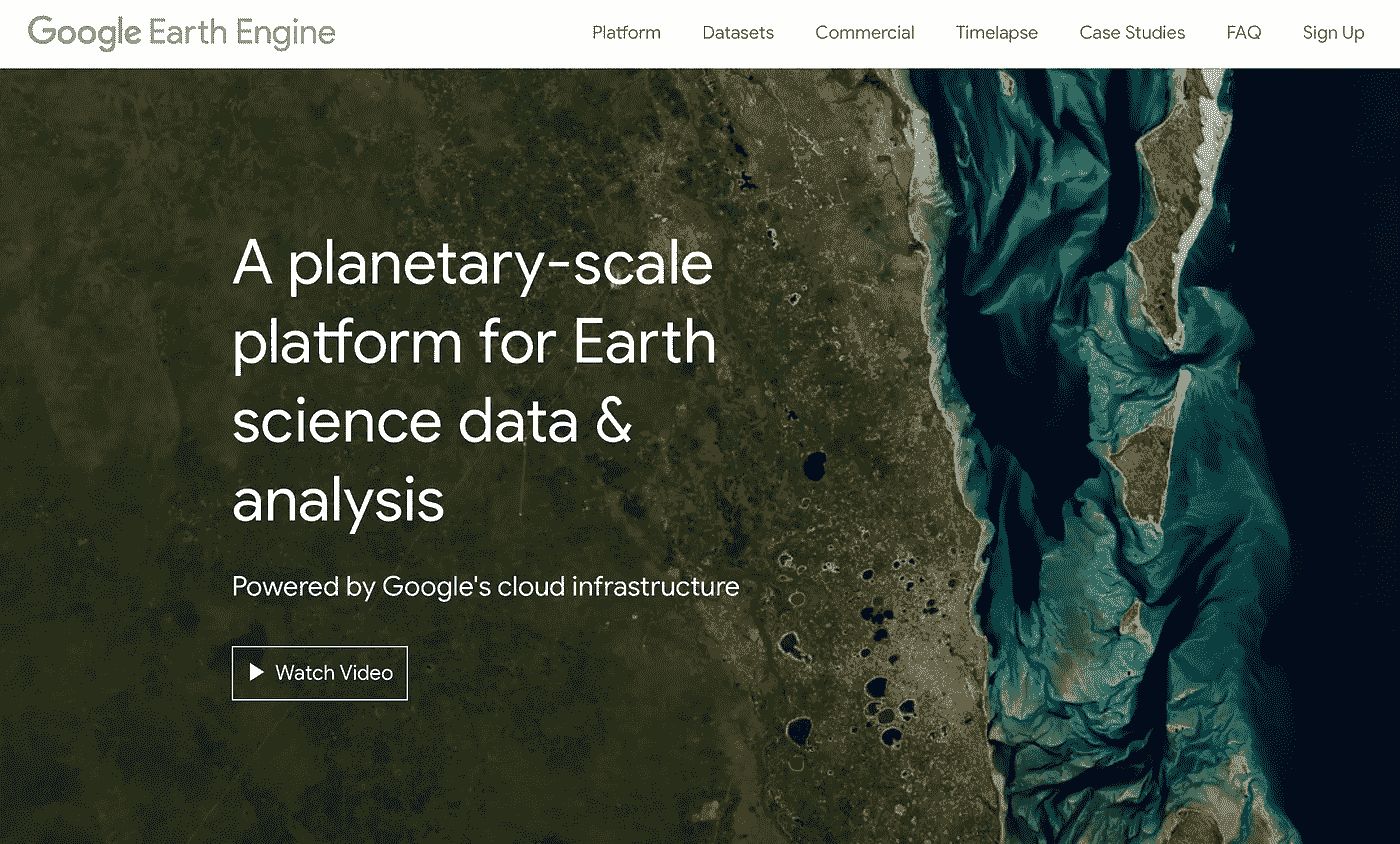 Google Earth Engine Platform Datasets Commercial Timelapse Case Studies FAQ Sign Up
A planetary-scale
platform for Earth
science data &
analysis
Powered by Google's cloud infrastructure
Watch Video